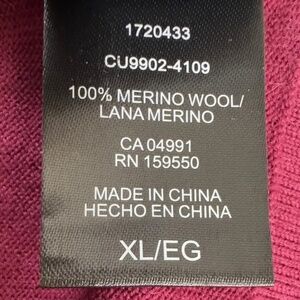 1720433
CU9902-4109
100% MERINO WOOL/
LANA MERINO
CA 04991
RN 159550
MADE IN CHINA
HECHO EN CHINA
XL/EG